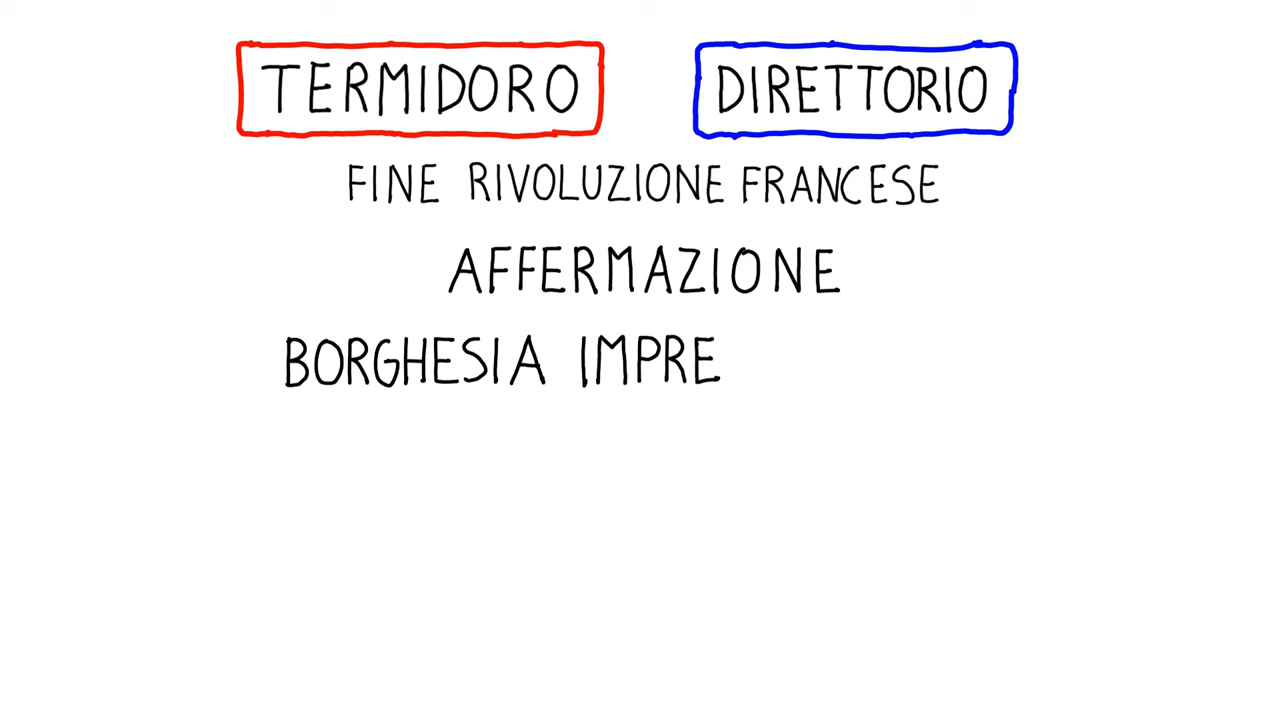 TERMIDORO DIRETTORIO
FINE RIVOLUZIONE FRANCESE
AFFERMAZIONE
BORGHESIA IMPRE